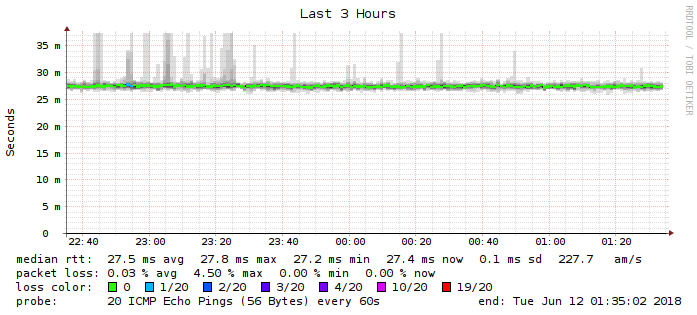 Last 3 Hours
RRDTOOL / TOBI OETIKER
Seconds
35 m
30 m
25 m
20 m
15 m
10 m
5 m
0
22:40 23:00 23:20 23:40 00:00 00:20 00:40 01:00 01:20
median rtt: 27.5 ms avg 27.8 ms max 27.2 ms min 27.4 ms now 0.1 ms sd 227.7 am/s
packet loss: 0.03 % avg 4.50 % max 0.00 % min 0.00 % now
loss color: 0 1/20 2/20 3/20 4/20 10/20 19/20
probe: 20 ICMP Echo Pings (56 Bytes) every 60s end: Tue Jun 12 01:35:02 2018